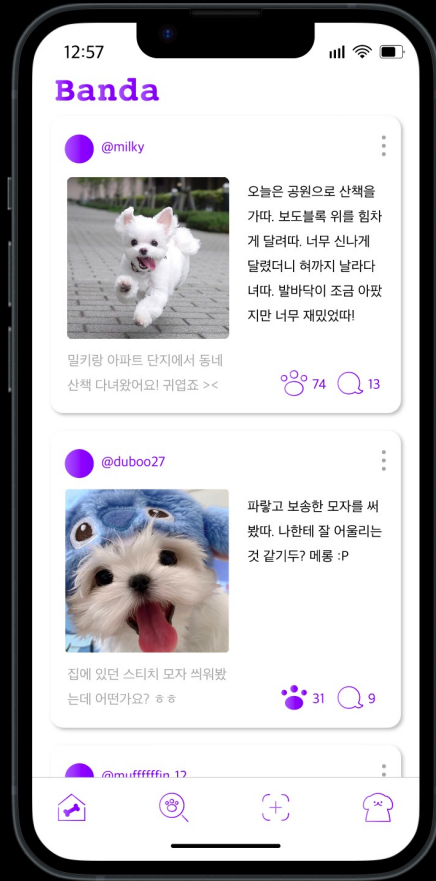 12:57
Banda
@milky
오늘은 공원으로 산책을
가따. 보도블록 위를 힘차
게 달려따. 너무 신나게
달렸더니 혀까지 날라다
녀따. 발바닥이 조금 아팠
지만 너무 재밌었따!
밀키랑 아파트 단지에서 동네
산책 다녀왔어요! 귀엽죠 ><
74
13
@duboo27
파랗고 보송한 모자를 써
봤따. 나한테 잘 어울리는
것 같기두? 메롱 :P
집에 있던 스티치 모자 씌워봤
는데 어떤가요? ㅎㅎ
31
9